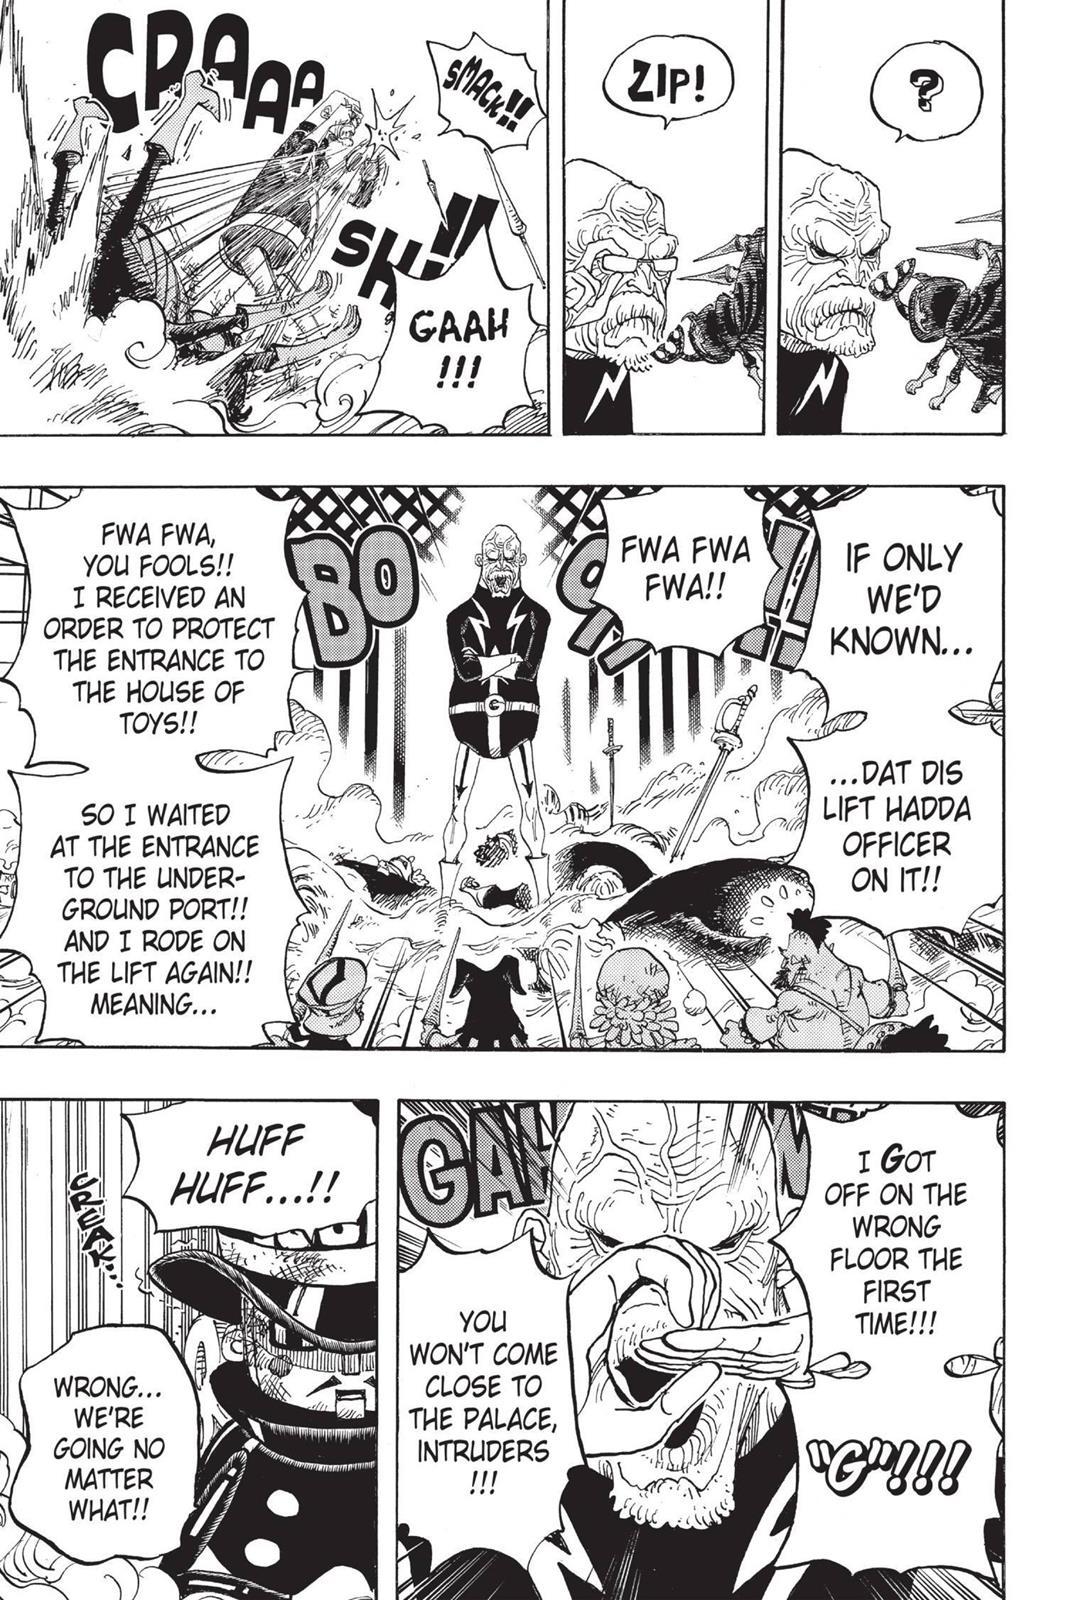 ?
ZIP!
SMACK!!
CRAAA
SH!!
GAAH
!!!
IF ONLY
WE'D
KNOWN...
...DAT DIS
LIFT HADDA
OFFICER
ON IT!!
FWA FWA
FWA!!
BO
FWA FWA,
YOU FOOLS!!
I RECEIVED AN
ORDER TO PROTECT
THE ENTRANCE TO
THE HOUSE OF
TOYS!!
SO I WAITED
AT THE ENTRANCE
TO THE UNDER-
GROUND PORT!!
AND I RODE ON
THE LIFT AGAIN!!
MEANING...
G
I GOT
OFF ON THE
WRONG
FLOOR THE
FIRST
TIME!!!
"G"!!!
YOU
WON'T COME
CLOSE TO
THE PALACE,
INTRUDERS
!!!
HUFF
HUFF...!!
CREAK...
WRONG...
WE'RE
GOING NO
MATTER
WHAT!!